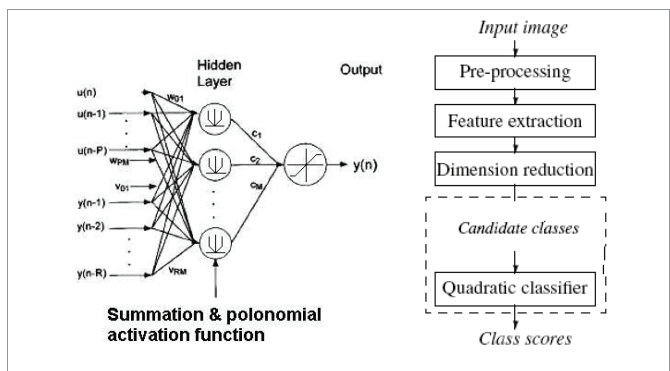 Hidden
Layer
Output
u(n)
u(n-1)
u(n-P)
wPM
v01
y(n-1)
y(n-2)
y(n-R)
w01
vRM
c1
c2
cM
y(n)
Summation & polonomial
activation function
Input image
Pre-processing
Feature extraction
Dimension reduction
Candidate classes
Quadratic classifier
Class scores